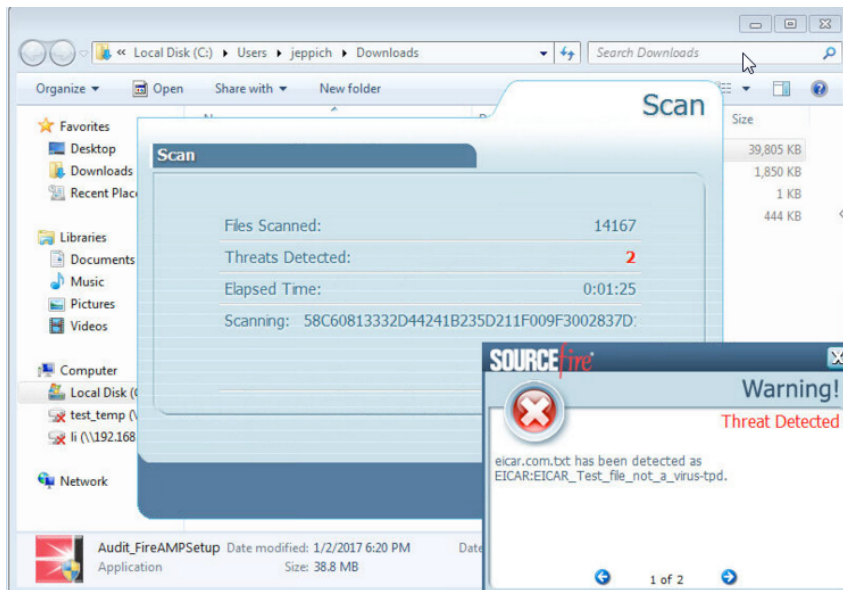 « Local Disk (C:) ▸ Users ▸ jeppich ▸ Downloads
Search Downloads
Organize Open Share with New folder
Scan
Size
Favorites
Desktop
Downloads
Recent Plac
Libraries
Documents
Music
Pictures
Videos
Computer
Local Disk (
test_temp (\
li (\\192.168
Network
39,805 KB
1,850 KB
1 KB
444 KB
Scan
Files Scanned: 14167
Threats Detected: 2
Elapsed Time: 0:01:25
Scanning: 58C60813332D44241B235D211F009F3002837D
SOURCEfire
Warning!
Threat Detected
eicar.com.txt has been detected as
EICAR:EICAR_Test_file_not_a_virus-tpd.
1 of 2
Audit_FireAMPSetup Date modified: 1/2/2017 6:20 PM Date
Application Size: 38.8 MB